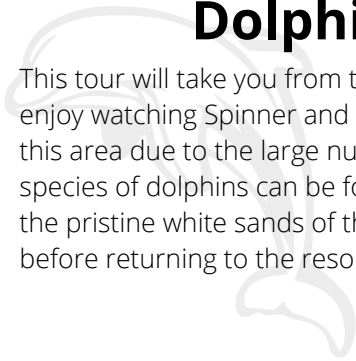 Dolphi
This tour will take you from t
enjoy watching Spinner and
this area due to the large nu
species of dolphins can be fo
the pristine white sands of th
before returning to the reso